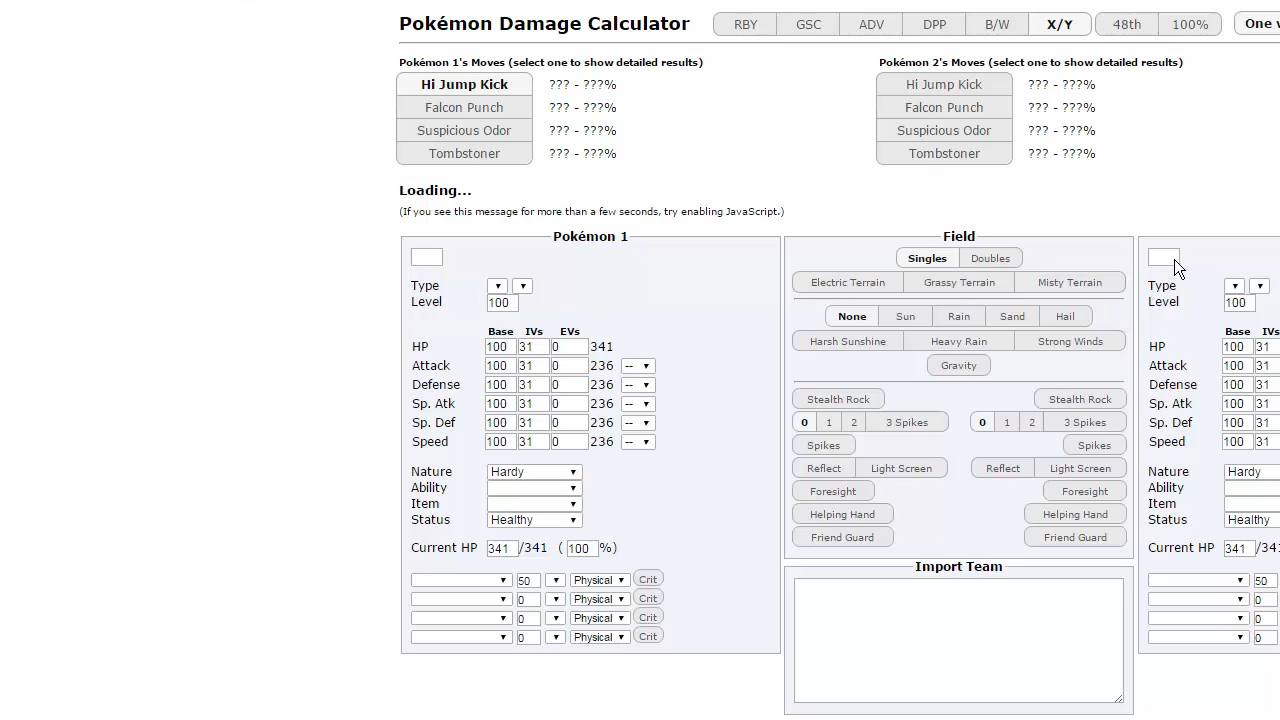 Pokémon Damage Calculator RBY GSC ADV DPP B/W X/Y 48th 100% One v
Pokémon 1's Moves (select one to show detailed results) Pokémon 2's Moves (select one to show detailed results)
Hi Jump Kick ??? - ???% Hi Jump Kick ??? - ???%
Falcon Punch ??? - ???% Falcon Punch ??? - ???%
Suspicious Odor ??? - ???% Suspicious Odor ??? - ???%
Tombstoner ??? - ???% Tombstoner ??? - ???%
Loading...
(If you see this message for more than a few seconds, try enabling JavaScript.)
Pokémon 1
Type
Level 100
Base IVs EVs
HP 100 31 0 341
Attack 100 31 0 236 --
Defense 100 31 0 236 --
Sp. Atk 100 31 0 236 --
Sp. Def 100 31 0 236 --
Speed 100 31 0 236 --
Nature Hardy
Ability
Item
Status Healthy
Current HP 341 /341 ( 100 %)
50 Physical Crit
0 Physical Crit
0 Physical Crit
0 Physical Crit
Field
Singles Doubles
Electric Terrain Grassy Terrain Misty Terrain
None Sun Rain Sand Hail
Harsh Sunshine Heavy Rain Strong Winds
Gravity
Stealth Rock Stealth Rock
0 1 2 3 Spikes 0 1 2 3 Spikes
Spikes Spikes
Reflect Light Screen Reflect Light Screen
Foresight Foresight
Helping Hand Helping Hand
Friend Guard Friend Guard
Import Team
Type
Level 100
Base IVs
HP 100 31
Attack 100 31
Defense 100 31
Sp. Atk 100 31
Sp. Def 100 31
Speed 100 31
Nature Hardy
Ability
Item
Status Healthy
Current HP 341 /341
50
0
0
0